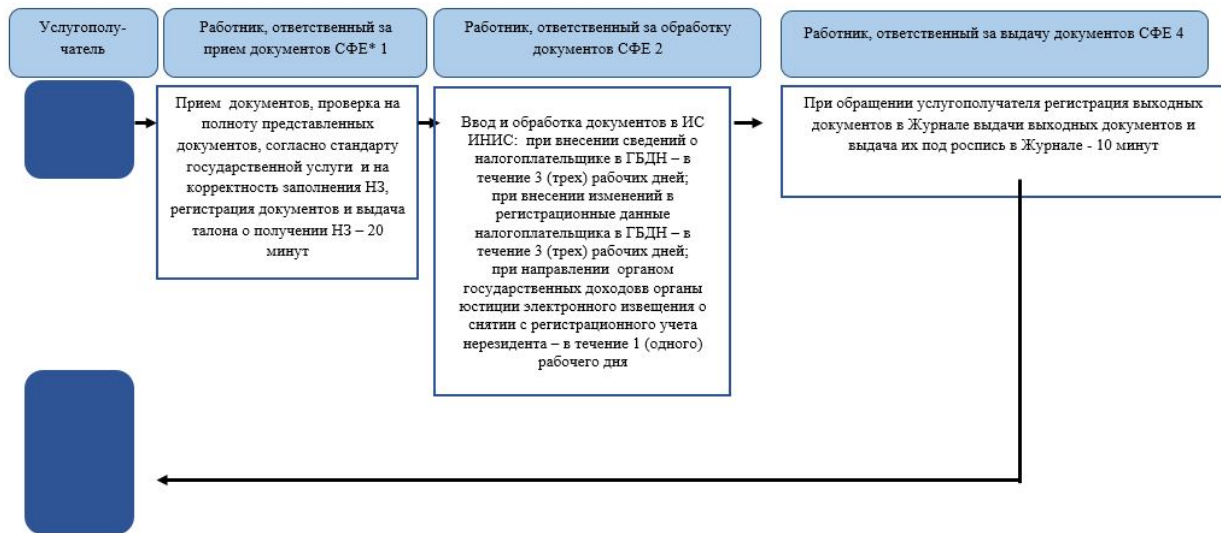 Услугополу-
чатель
Работник, ответственный за
прием документов СФЕ* 1
Работник, ответственный за обработку
документов СФЕ 2
Работник, ответственный за выдачу документов СФЕ 4
Прием документов, проверка на
полноту представленных
документов, согласно стандарту
государственной услуги и на
корректность заполнения НЗ,
регистрация документов и выдача
талона о получении НЗ – 20
минут
Ввод и обработка документов в ИС
ИНИС: при внесении сведений о
налогоплательщике в ГБДН – в
течение 3 (трех) рабочих дней;
при внесении изменений в
регистрационные данные
налогоплательщика в ГБДН – в
течение 3 (трех) рабочих дней;
при направлении органом
государственных доходовв органы
юстиции электронного извещения о
снятии с регистрационного учета
нерезидента – в течение 1 (одного)
рабочего дня
При обращении услугополучателя регистрация выходных
документов в Журнале выдачи выходных документов и
выдача их под роспись в Журнале - 10 минут